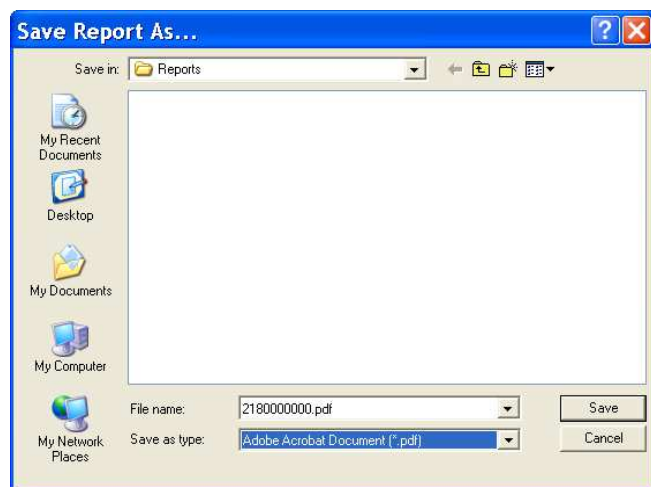 Save Report As...
Save in: Reports
My Recent
Documents
Desktop
My Documents
My Computer
My Network
Places
File name: 2180000000.pdf Save
Save as type: Adobe Acrobat Document (*.pdf) Cancel